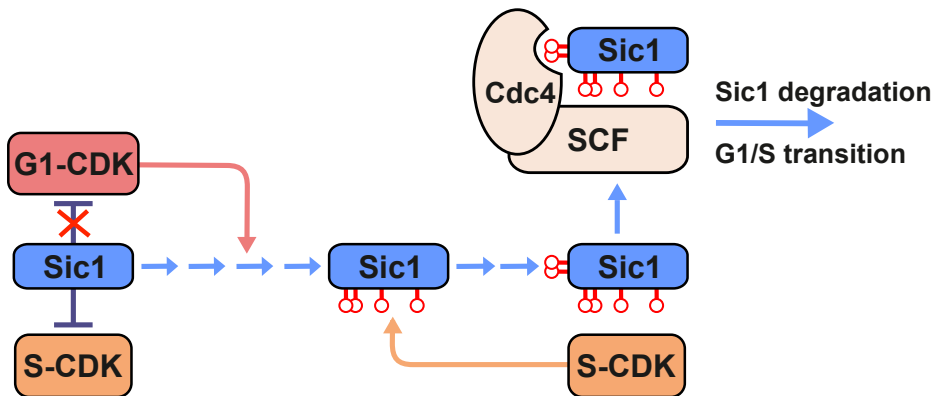 Sic1
Cdc4
SCF
Sic1 degradation
G1/S transition
G1-CDK
Sic1
Sic1
Sic1
S-CDK
S-CDK